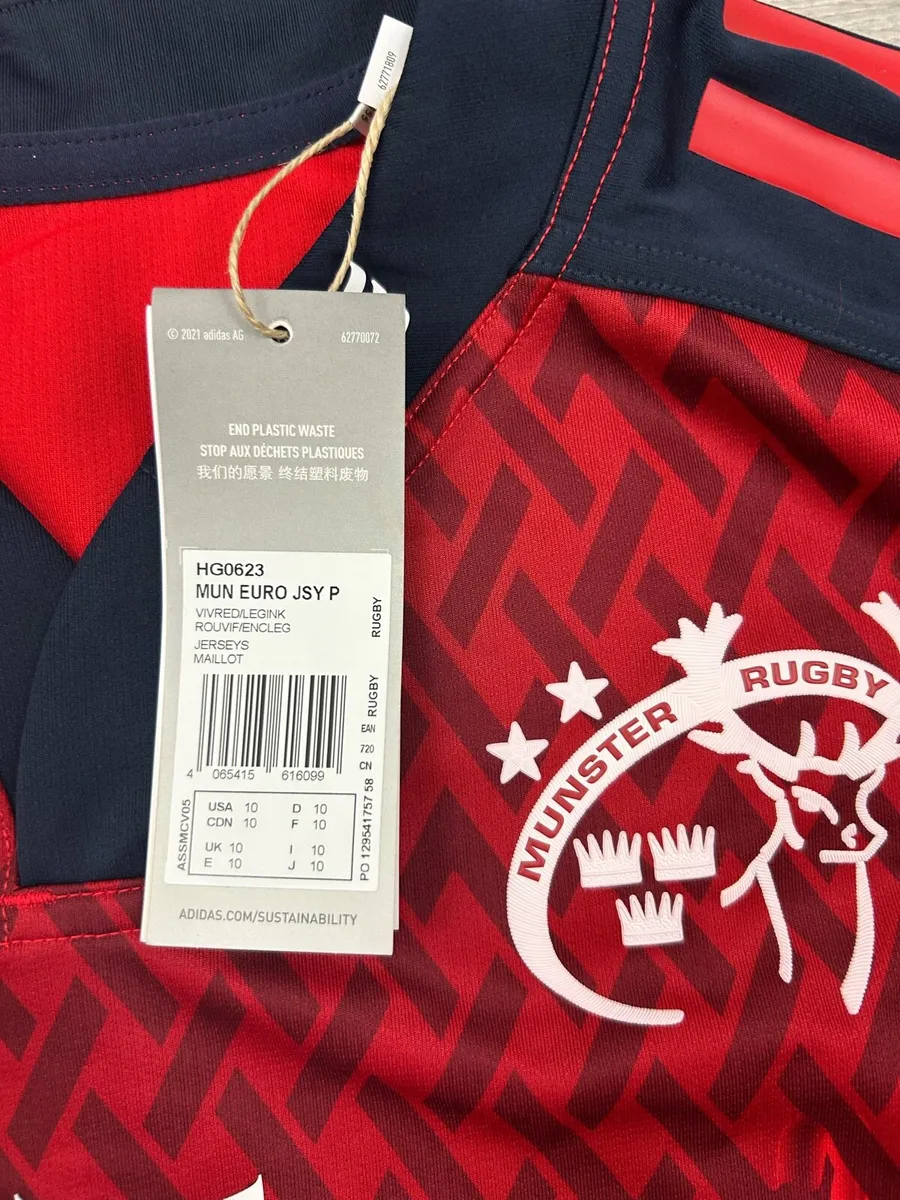 62771809
© 2021 adidas AG
62770072
END PLASTIC WASTE
STOP AUX DÉCHETS PLASTIQUES
我们的愿景 终结塑料废物
HG0623
MUN EURO JSY P
VIVRED/LEGINK
ROUVIF/ENCLEG
JERSEYS
MAILLOT
RUGBY
RUGBY
EAN
720
CN
4 065415 616099
ASSMCV05
USA 10 D 10
CDN 10 F 10
UK 10 I 10
E 10 J 10
PO 129541757 58
ADIDAS.COM/SUSTAINABILITY
MUNSTER RUGBY